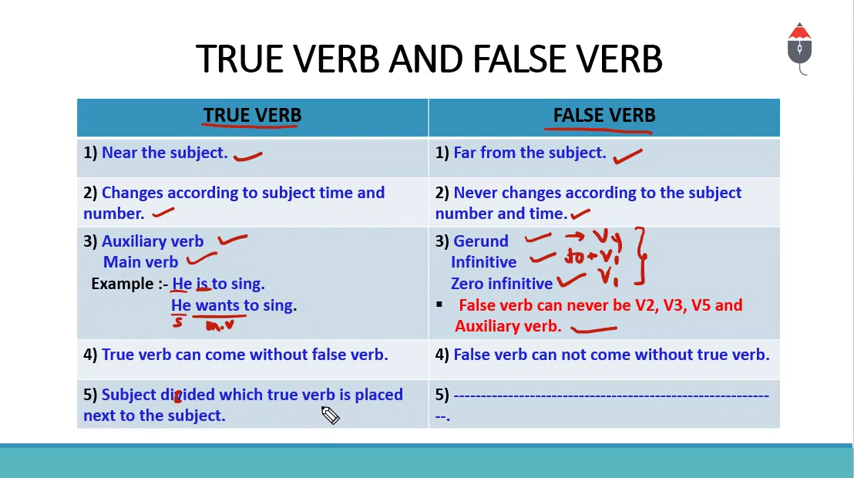 TRUE VERB AND FALSE VERB
TRUE VERB
FALSE VERB
1) Near the subject.
1) Far from the subject.
2) Changes according to subject time and
number.
2) Never changes according to the subject
number and time.
3) Auxiliary verb
Main verb
Example :- He is to sing.
He wants to sing.
S m.v
3) Gerund → V4
Infinitive to + V1
Zero infinitive V1
▪ False verb can never be V2, V3, V5 and
Auxiliary verb.
4) True verb can come without false verb.
4) False verb can not come without true verb.
5) Subject dicided which true verb is placed
next to the subject.
5) ----------------------------------------------------------
--.